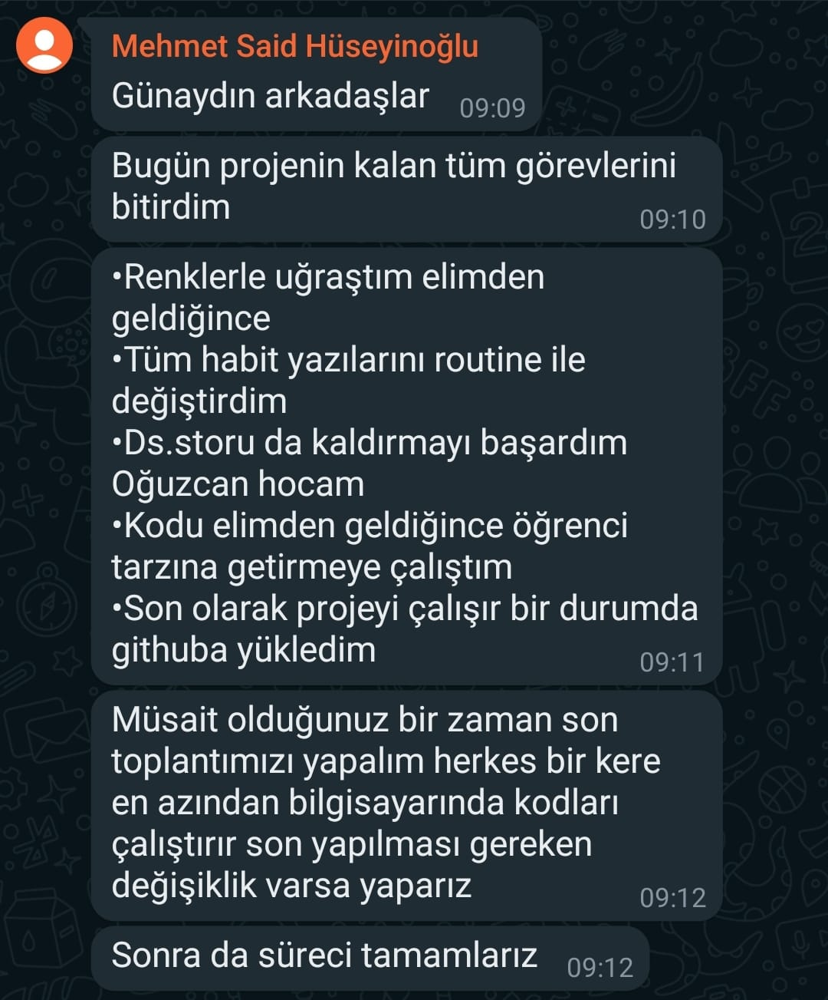 Mehmet Said Hüseyinoğlu
Günaydın arkadaşlar 09:09
Bugün projenin kalan tüm görevlerini
bitirdim 09:10
•Renklerle uğraştım elimden
geldiğince
•Tüm habit yazılarını routine ile
değiştirdim
•Ds.storu da kaldırmayı başardım
Oğuzcan hocam
•Kodu elimden geldiğince öğrenci
tarzına getirmeye çalıştım
•Son olarak projeyi çalışır bir durumda
githuba yükledim 09:11
Müsait olduğunuz bir zaman son
toplantımızı yapalım herkes bir kere
en azından bilgisayarında kodları
çalıştırır son yapılması gereken
değişiklik varsa yaparız 09:12
Sonra da süreci tamamlarız 09:12